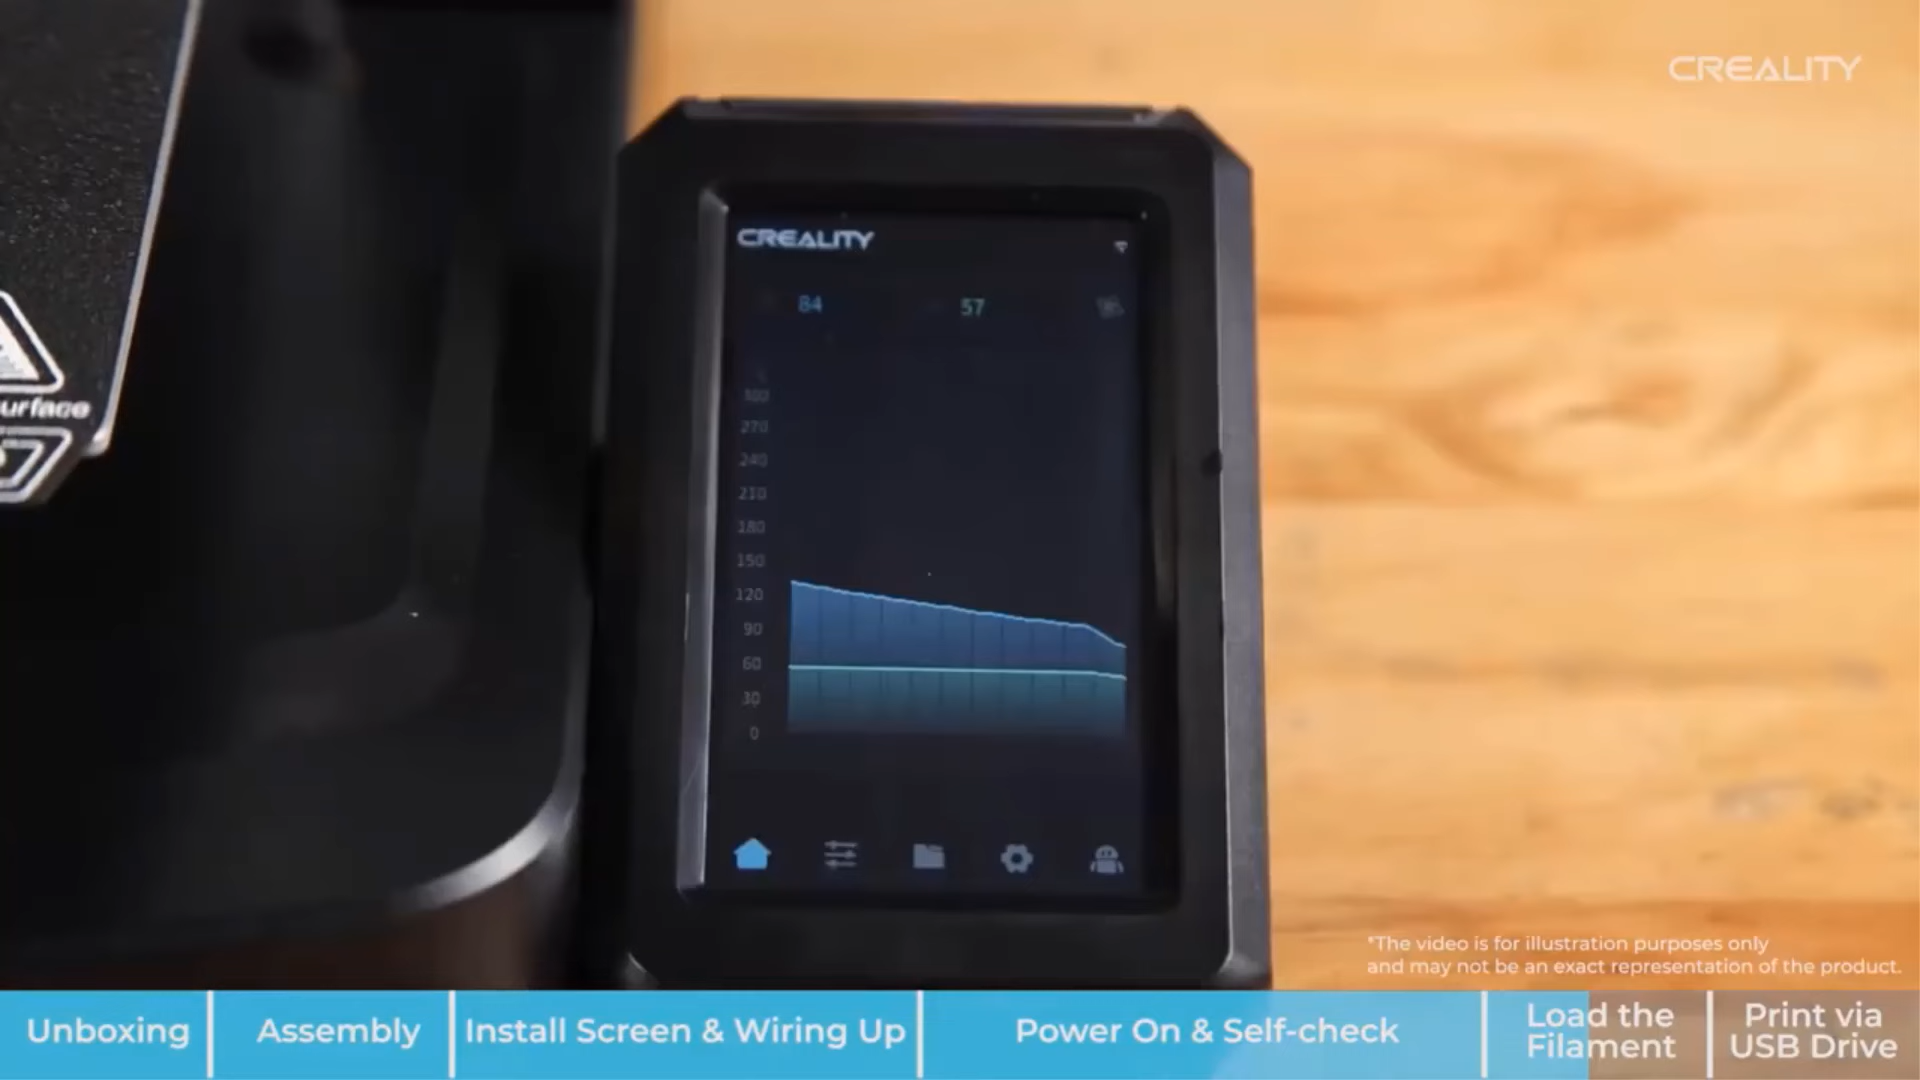 CREALITY
CREALITY
84 57
urface
300
270
240
210
180
150
120
90
60
30
0
*The video is for illustration purposes only
and may not be an exact representation of the product.
Unboxing
Assembly
Install Screen & Wiring Up
Power On & Self-check
Load the
Filament
Print via
USB Drive